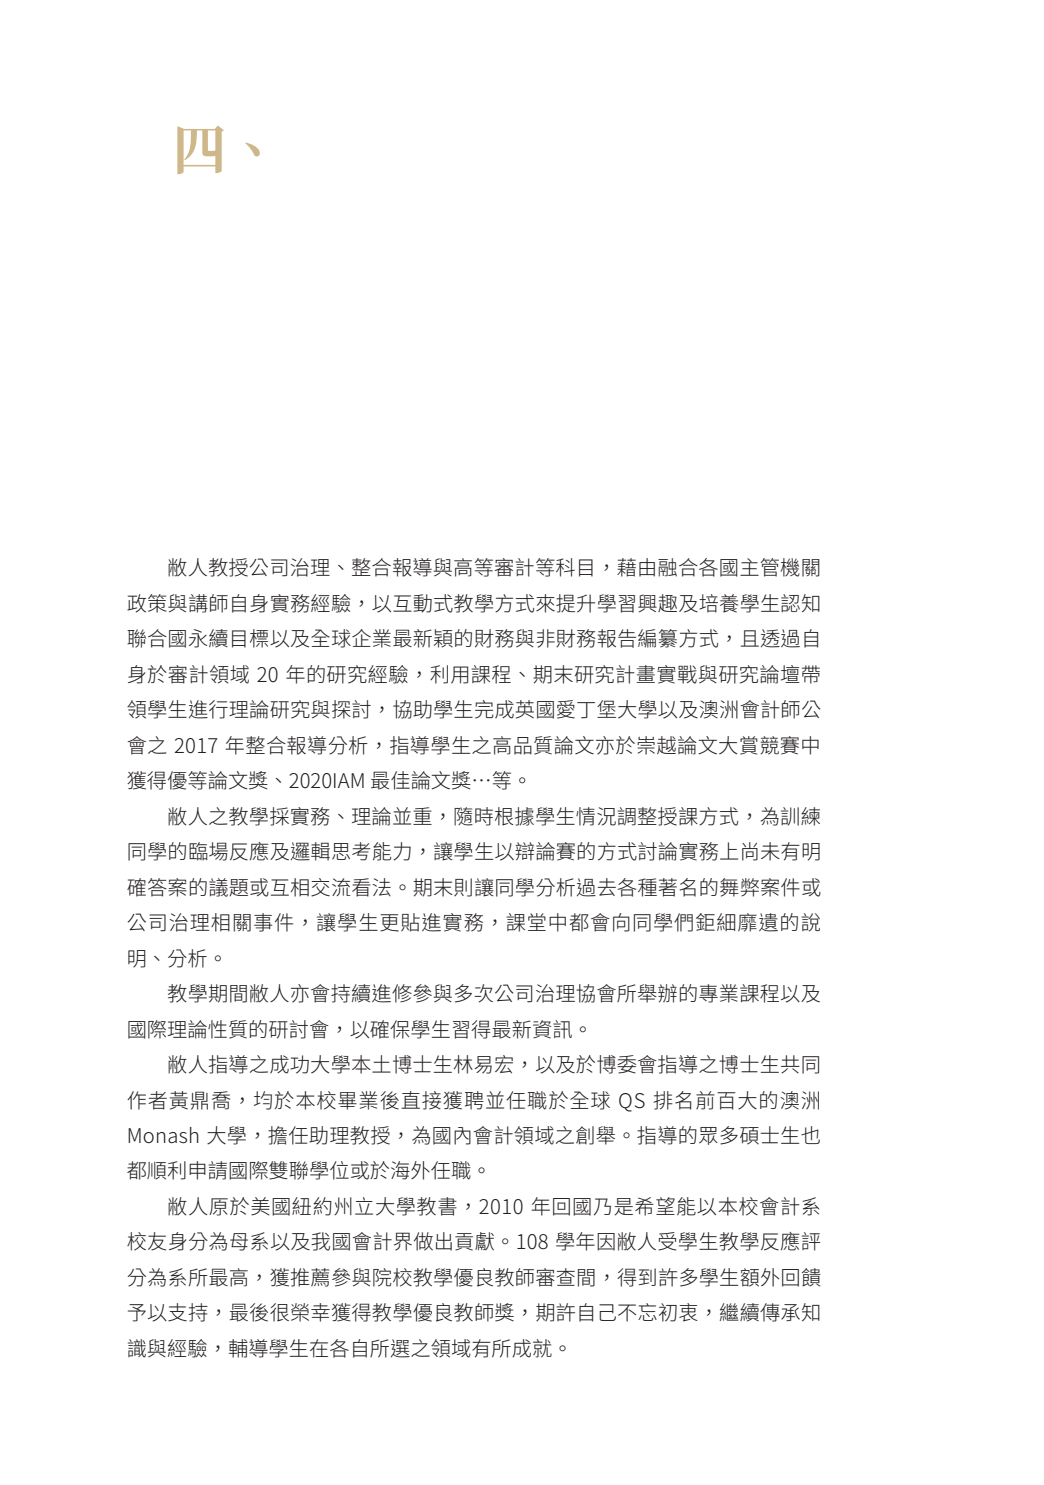 四、
敝人教授公司治理、整合報導與高等審計等科目，藉由融合各國主管機關
政策與講師自身實務經驗，以互動式教學方式來提升學習興趣及培養學生認知
聯合國永續目標以及全球企業最新穎的財務與非財務報告編纂方式，且透過自
身於審計領域 20 年的研究經驗，利用課程、期末研究計畫實戰與研究論壇帶
領學生進行理論研究與探討，協助學生完成英國愛丁堡大學以及澳洲會計師公
會之 2017 年整合報導分析，指導學生之高品質論文亦於崇越論文大賞競賽中
獲得優等論文獎、2020IAM 最佳論文獎…等。
敝人之教學採實務、理論並重，隨時根據學生情況調整授課方式，為訓練
同學的臨場反應及邏輯思考能力，讓學生以辯論賽的方式討論實務上尚未有明
確答案的議題或互相交流看法。期末則讓同學分析過去各種著名的舞弊案件或
公司治理相關事件，讓學生更貼進實務，課堂中都會向同學們鉅細靡遺的說
明、分析。
教學期間敝人亦會持續進修參與多次公司治理協會所舉辦的專業課程以及
國際理論性質的研討會，以確保學生習得最新資訊。
敝人指導之成功大學本土博士生林易宏，以及於博委會指導之博士生共同
作者黃鼎喬，均於本校畢業後直接獲聘並任職於全球 QS 排名前百大的澳洲
Monash 大學，擔任助理教授，為國內會計領域之創舉。指導的眾多碩士生也
都順利申請國際雙聯學位或於海外任職。
敝人原於美國紐約州立大學教書，2010 年回國乃是希望能以本校會計系
校友身分為母系以及我國會計界做出貢獻。108 學年因敝人受學生教學反應評
分為系所最高，獲推薦參與院校教學優良教師審查間，得到許多學生額外回饋
予以支持，最後很榮幸獲得教學優良教師獎，期許自己不忘初衷，繼續傳承知
識與經驗，輔導學生在各自所選之領域有所成就。